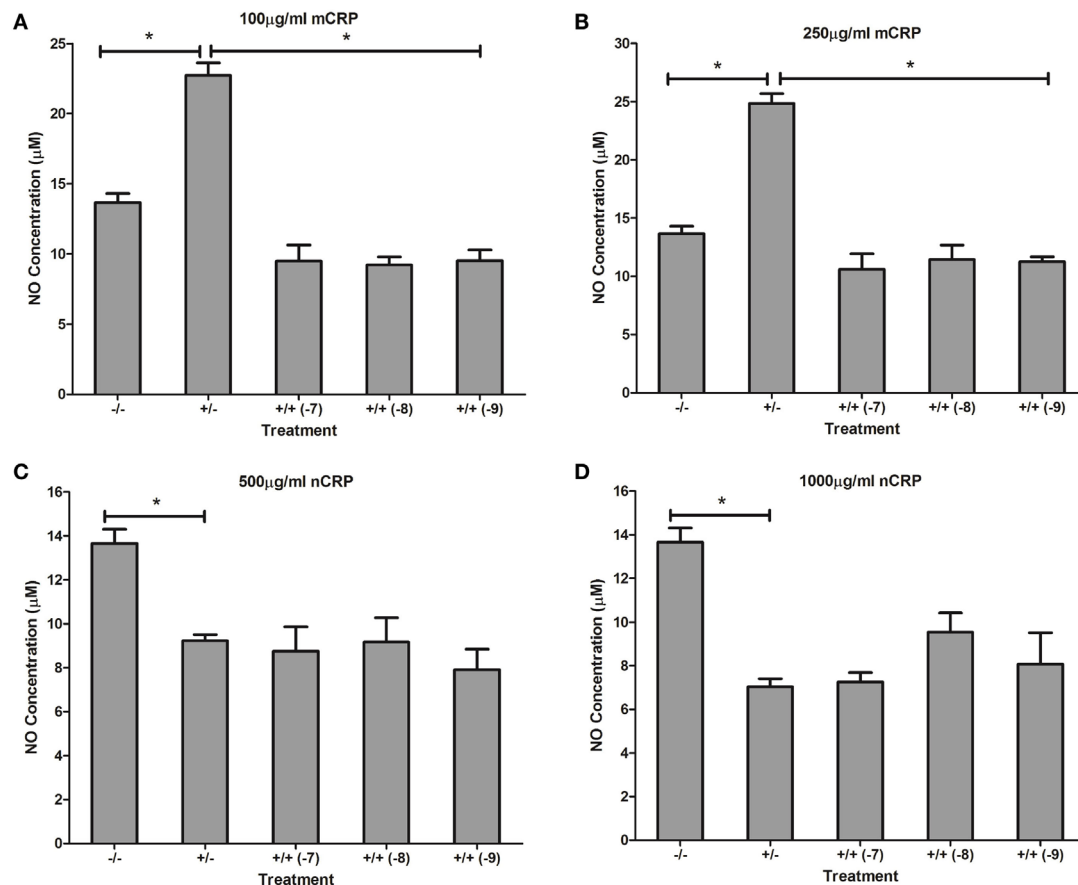 A
100μg/ml mCRP
* *
NO Concentration (μM)
25
20
15
10
5
0
-/- +/- +/+ (-7) +/+ (-8) +/+ (-9)
Treatment
B
250μg/ml mCRP
* *
NO Concentration (μM)
30
25
20
15
10
5
0
-/- +/- +/+ (-7) +/+ (-8) +/+ (-9)
Treatment
C
500μg/ml nCRP
*
NO Concentration (μM)
16
14
12
10
8
6
4
2
0
-/- +/- +/+ (-7) +/+ (-8) +/+ (-9)
Treatment
D
1000μg/ml nCRP
*
NO Concentration (μM)
16
14
12
10
8
6
4
2
0
-/- +/- +/+ (-7) +/+ (-8) +/+ (-9)
Treatment